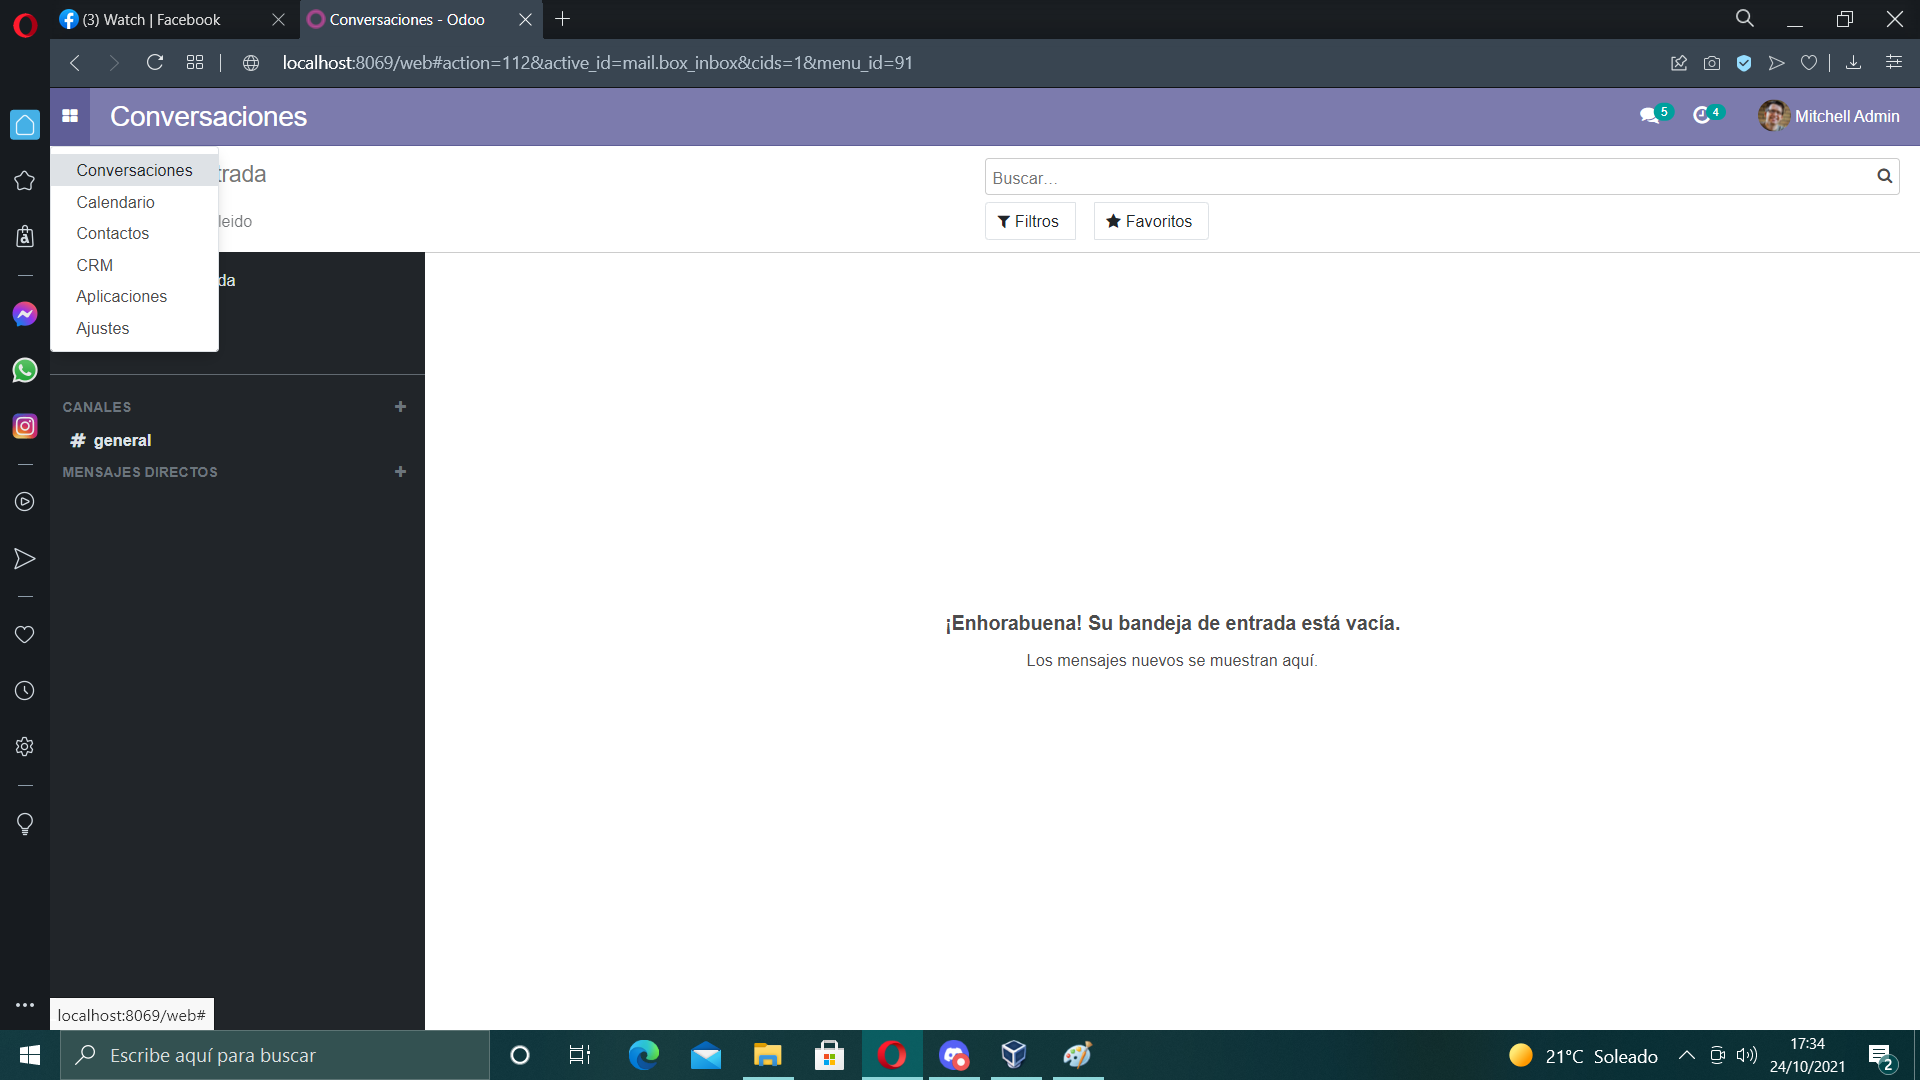 (3) Watch | Facebook
Conversaciones - Odoo
localhost:8069/web#action=112&active_id=mail.box_inbox&cids=1&menu_id=91
Conversaciones
5
4
Mitchell Admin
Conversaciones
Calendario
Contactos
CRM
Aplicaciones
Ajustes
trada
leido
da
Buscar...
Filtros
Favoritos
CANALES
# general
MENSAJES DIRECTOS
¡Enhorabuena! Su bandeja de entrada está vacía.
Los mensajes nuevos se muestran aquí.
localhost:8069/web#
Escribe aquí para buscar
21°C Soleado
17:34
24/10/2021
2